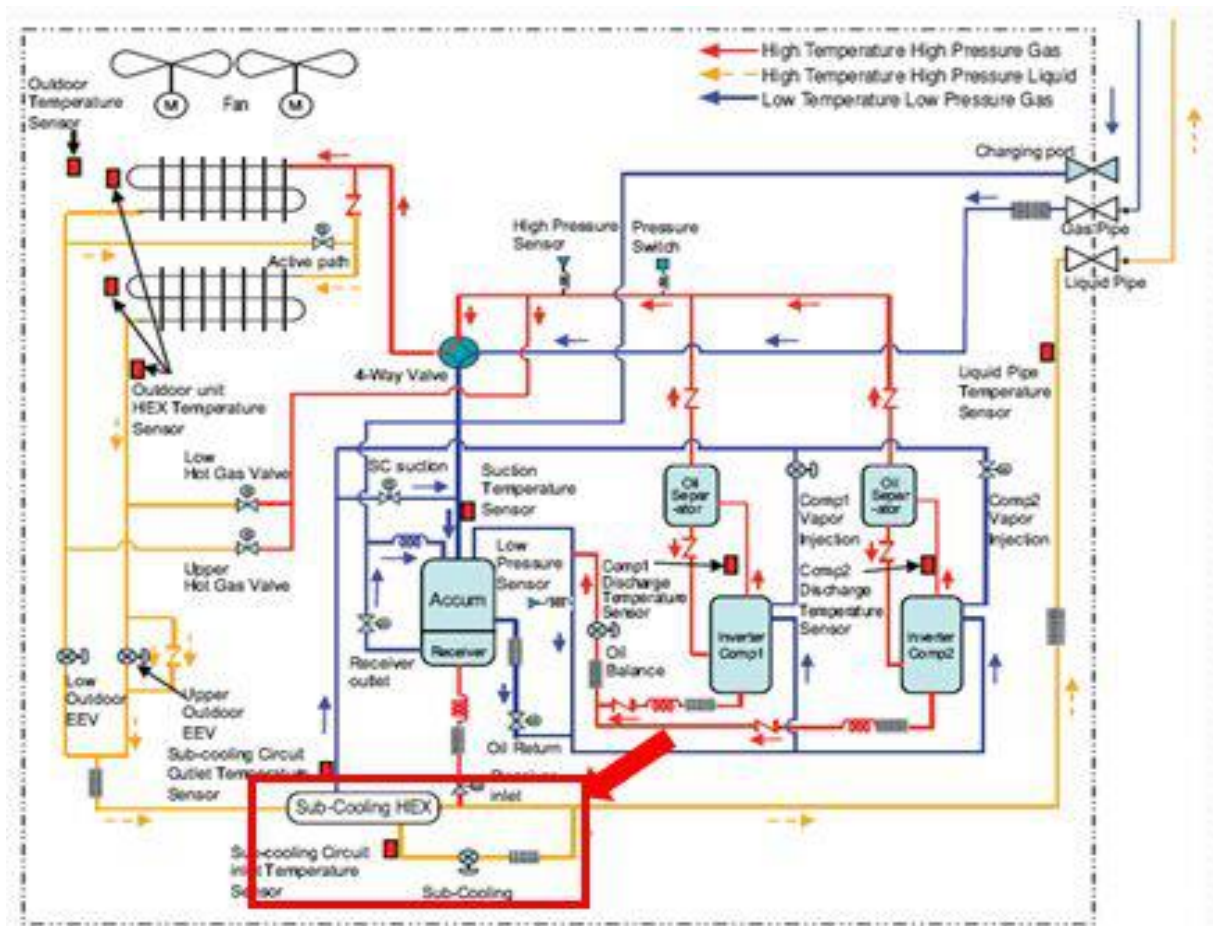 High Temperature High Pressure Gas
High Temperature High Pressure Liquid
Low Temperature Low Pressure Gas
Outdoor
Temperature
Sensor
Fan
M
M
Charging port
Gas Pipe
Liquid Pipe
High Pressure
Sensor
Pressure
Switch
Active path
4-Way Valve
Outdoor unit
HEX Temperature
Sensor
Liquid Pipe
Temperature
Sensor
Low
Hot Gas Valve
SC suction
Suction
Temperature
Sensor
Oil
Separ
-ator
Oil
Separ
-ator
Comp1
Vapor
Injection
Comp2
Vapor
Injection
Upper
Hot Gas Valve
Low
Pressure
Sensor
Comp1
Discharge
Temperature
Sensor
Comp2
Discharge
Temperature
Sensor
Accum
Receiver
Inverter
Comp1
Inverter
Comp2
Receiver
outlet
Oil
Balance
Low
Outdoor
EEV
Upper
Outdoor
EEV
Oil Return
Sub-cooling Circuit
Outlet Temperature
Sensor
Receiver
inlet
Sub-Cooling HEX
Sub-cooling Circuit
inlet Temperature
Sensor
Sub-Cooling